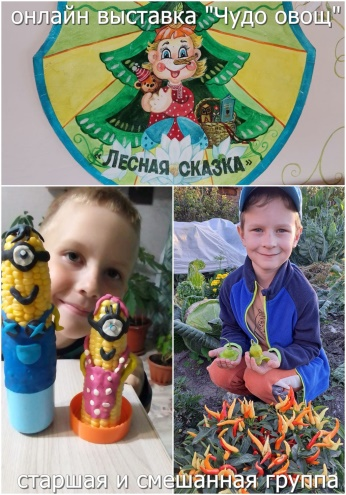 онлайн выставка "Чудо овощ"
«Лесная сказка»
старшая и смешанная группа